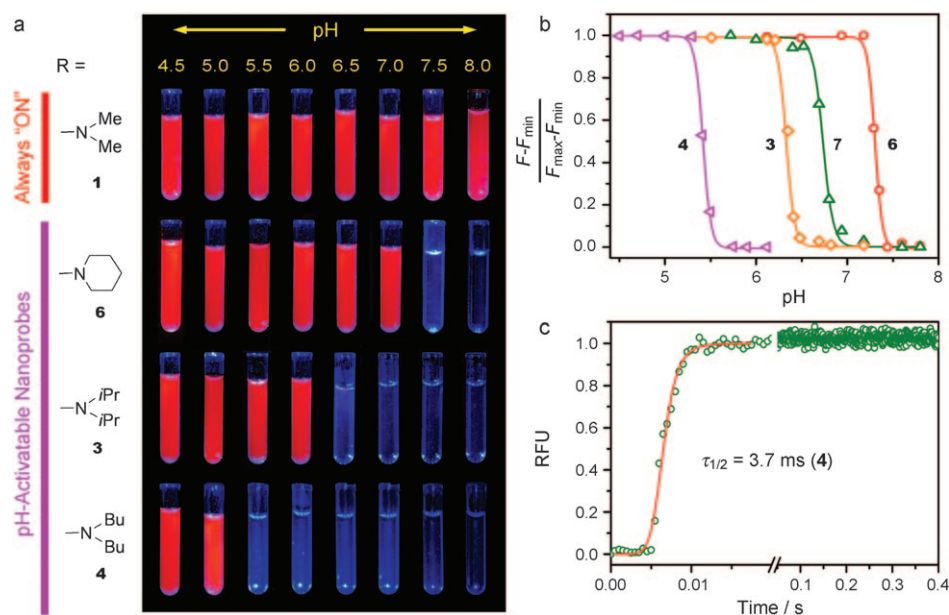 a
pH
R =
4.5 5.0 5.5 6.0 6.5 7.0 7.5 8.0
Always "ON"
Me
N
Me
1
pH-Activatable Nanoprobes
N
6
iPr
N
iPr
3
Bu
N
Bu
4
b
F-Fmin
Fmax-Fmin
1.0
0.8
0.6
0.4
0.2
0.0
4 3 7 6
5 6 7 8
pH
c
RFU
1.0
0.8
0.6
0.4
0.2
0.0
τ1/2 = 3.7 ms (4)
0.00 0.01 0.1 0.2 0.3 0.4
Time / s